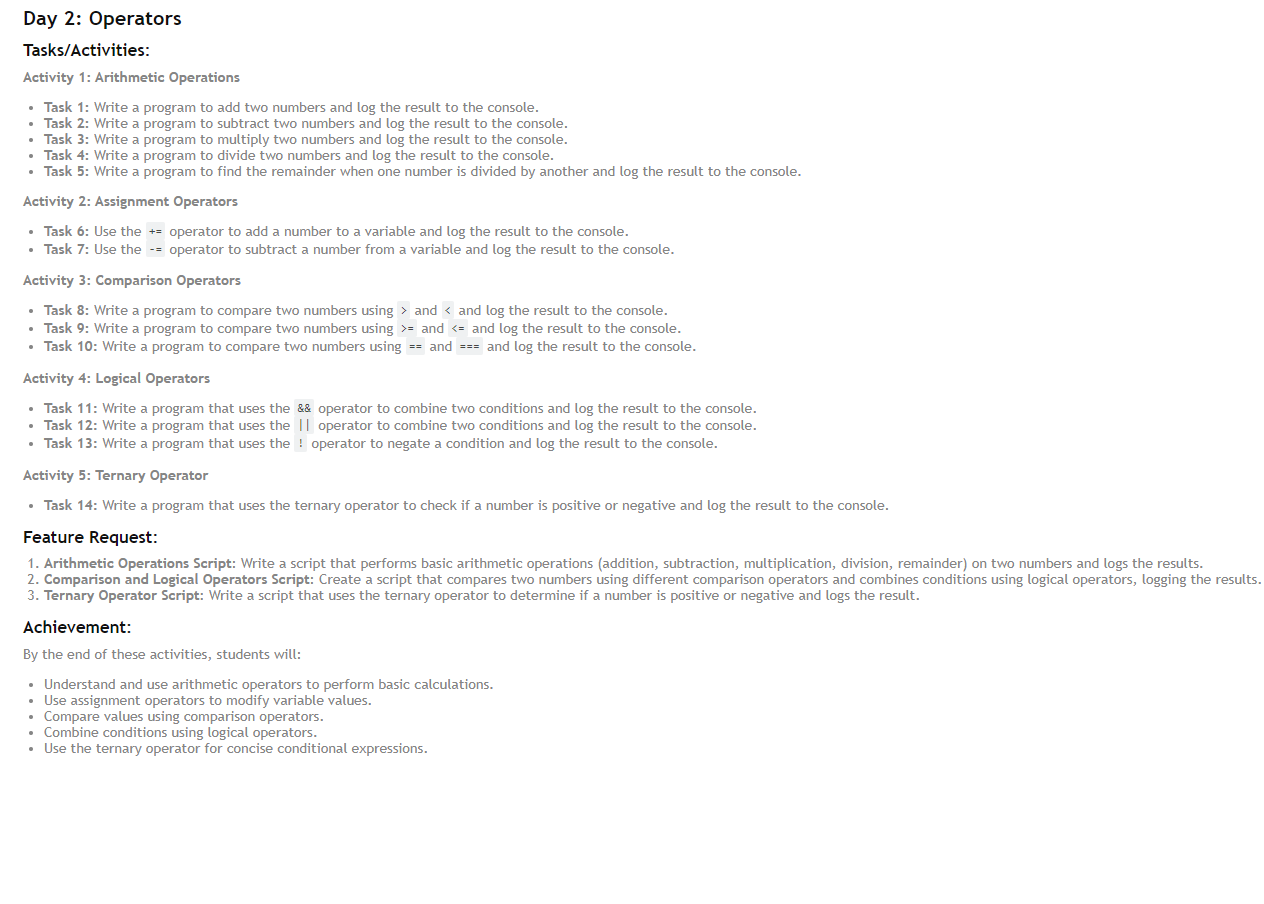 Day 2: Operators
Tasks/Activities:
Activity 1: Arithmetic Operations
• Task 1: Write a program to add two numbers and log the result to the console.
• Task 2: Write a program to subtract two numbers and log the result to the console.
• Task 3: Write a program to multiply two numbers and log the result to the console.
• Task 4: Write a program to divide two numbers and log the result to the console.
• Task 5: Write a program to find the remainder when one number is divided by another and log the result to the console.
Activity 2: Assignment Operators
• Task 6: Use the += operator to add a number to a variable and log the result to the console.
• Task 7: Use the -= operator to subtract a number from a variable and log the result to the console.
Activity 3: Comparison Operators
• Task 8: Write a program to compare two numbers using > and < and log the result to the console.
• Task 9: Write a program to compare two numbers using >= and <= and log the result to the console.
• Task 10: Write a program to compare two numbers using == and === and log the result to the console.
Activity 4: Logical Operators
• Task 11: Write a program that uses the && operator to combine two conditions and log the result to the console.
• Task 12: Write a program that uses the || operator to combine two conditions and log the result to the console.
• Task 13: Write a program that uses the ! operator to negate a condition and log the result to the console.
Activity 5: Ternary Operator
• Task 14: Write a program that uses the ternary operator to check if a number is positive or negative and log the result to the console.
Feature Request:
1. Arithmetic Operations Script: Write a script that performs basic arithmetic operations (addition, subtraction, multiplication, division, remainder) on two numbers and logs the results.
2. Comparison and Logical Operators Script: Create a script that compares two numbers using different comparison operators and combines conditions using logical operators, logging the results.
3. Ternary Operator Script: Write a script that uses the ternary operator to determine if a number is positive or negative and logs the result.
Achievement:
By the end of these activities, students will:
• Understand and use arithmetic operators to perform basic calculations.
• Use assignment operators to modify variable values.
• Compare values using comparison operators.
• Combine conditions using logical operators.
• Use the ternary operator for concise conditional expressions.